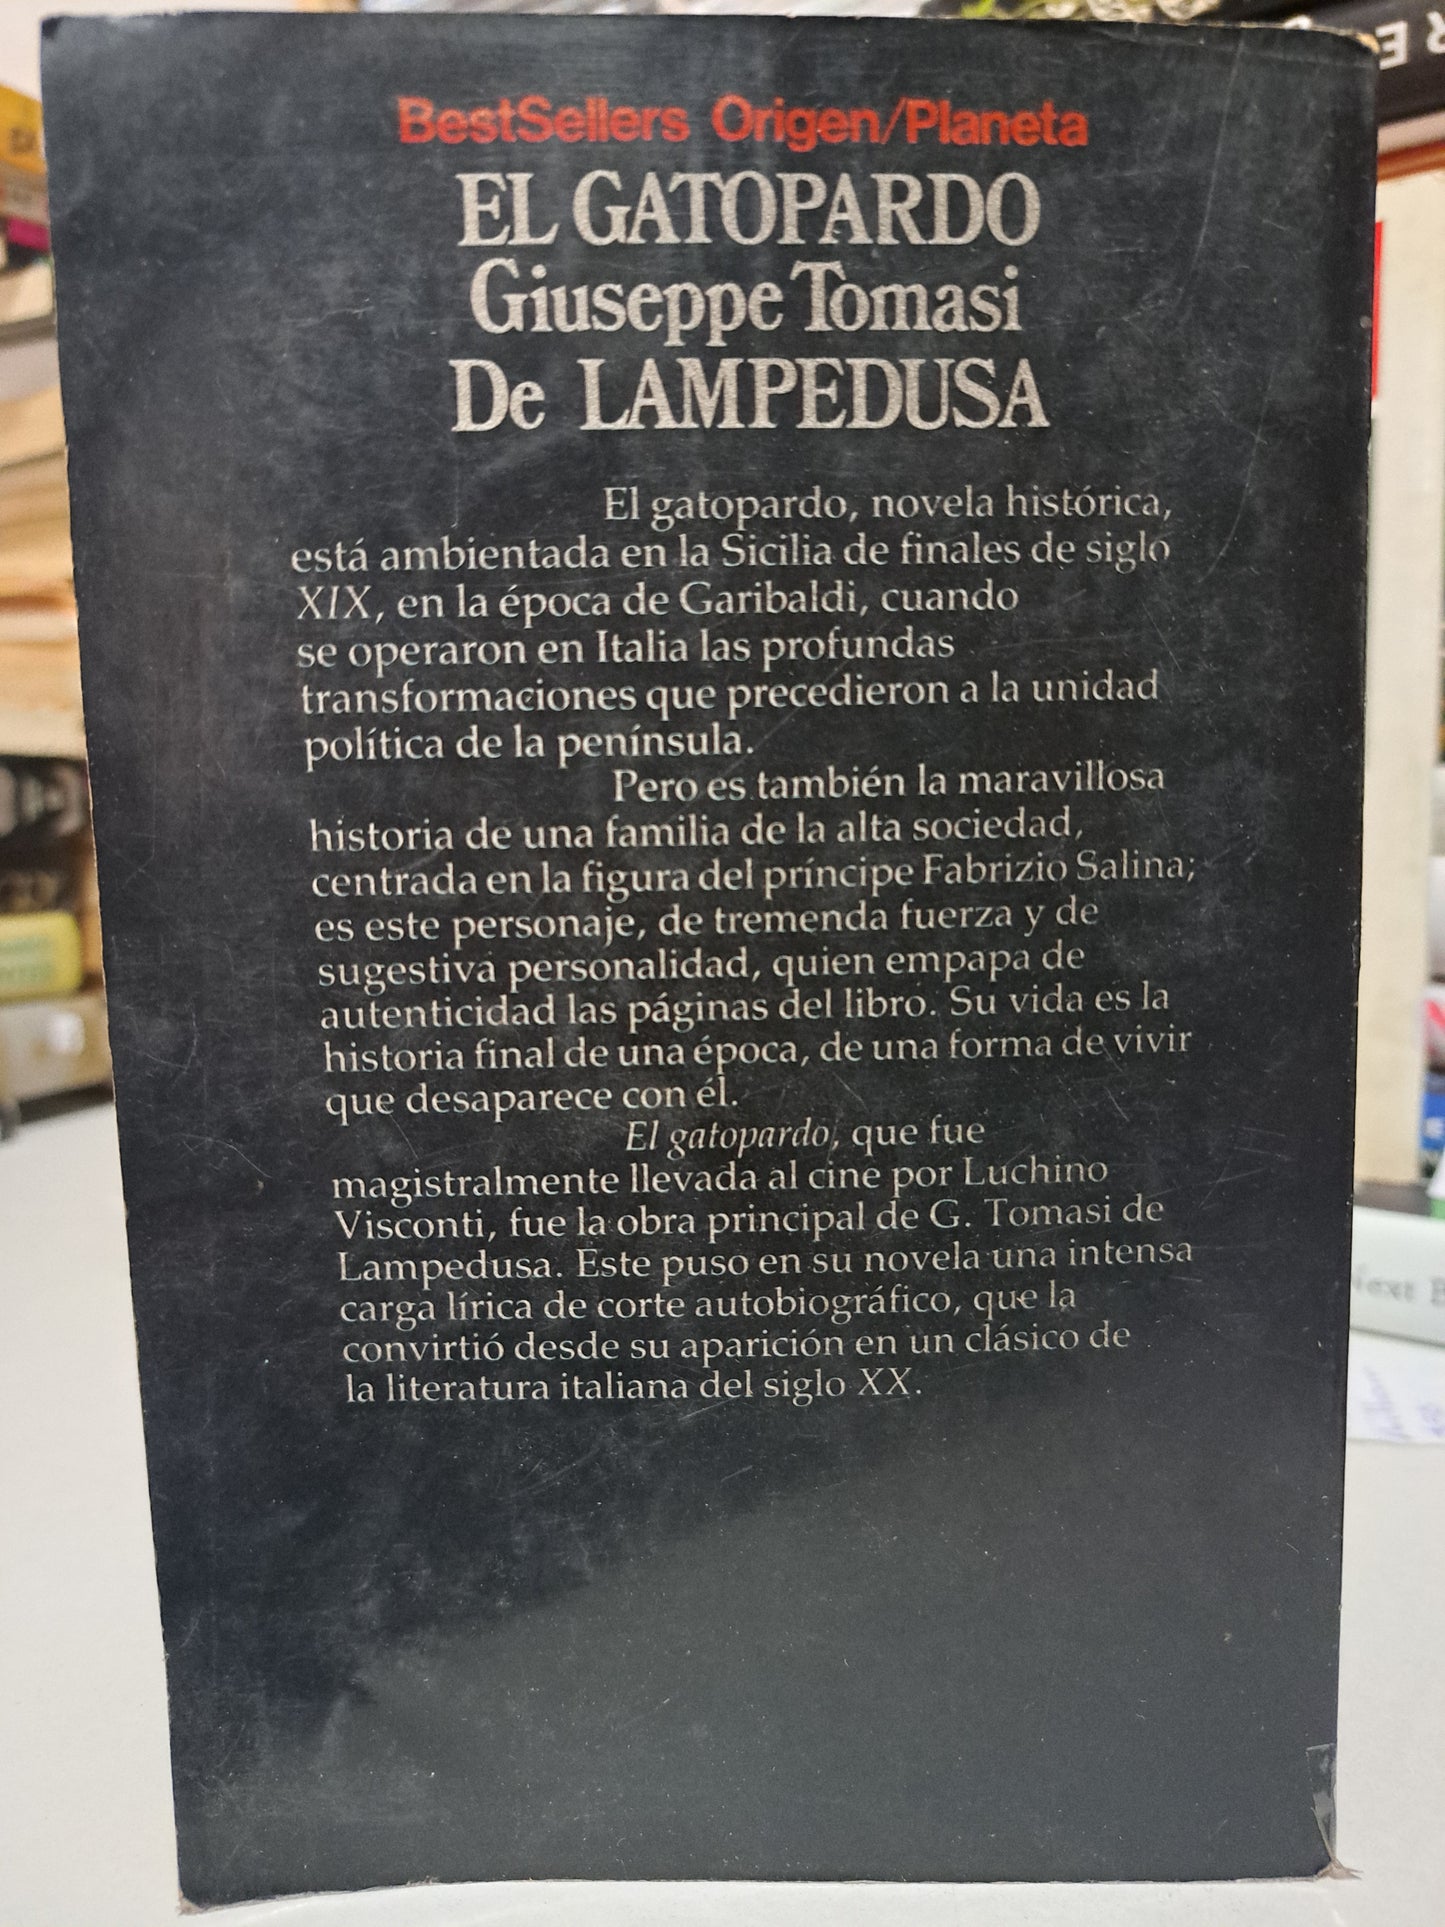 BestSellers Origen/Planeta
EL GATOPARDO
Giuseppe Tomasi
De LAMPEDUSA
El gatopardo, novela histórica,
está ambientada en la Sicilia de finales de siglo
XIX, en la época de Garibaldi, cuando
se operaron en Italia las profundas
transformaciones que precedieron a la unidad
política de la península.
Pero es también la maravillosa
historia de una familia de la alta sociedad,
centrada en la figura del príncipe Fabrizio Salina;
es este personaje, de tremenda fuerza y de
sugestiva personalidad, quien empapa de
autenticidad las páginas del libro. Su vida es la
historia final de una época, de una forma de vivir
que desaparece con él.
El gatopardo, que fue
magistralmente llevada al cine por Luchino
Visconti, fue la obra principal de G. Tomasi de
Lampedusa. Este puso en su novela una intensa
carga lírica de corte autobiográfico, que la
convirtió desde su aparición en un clásico de
la literatura italiana del siglo XX.